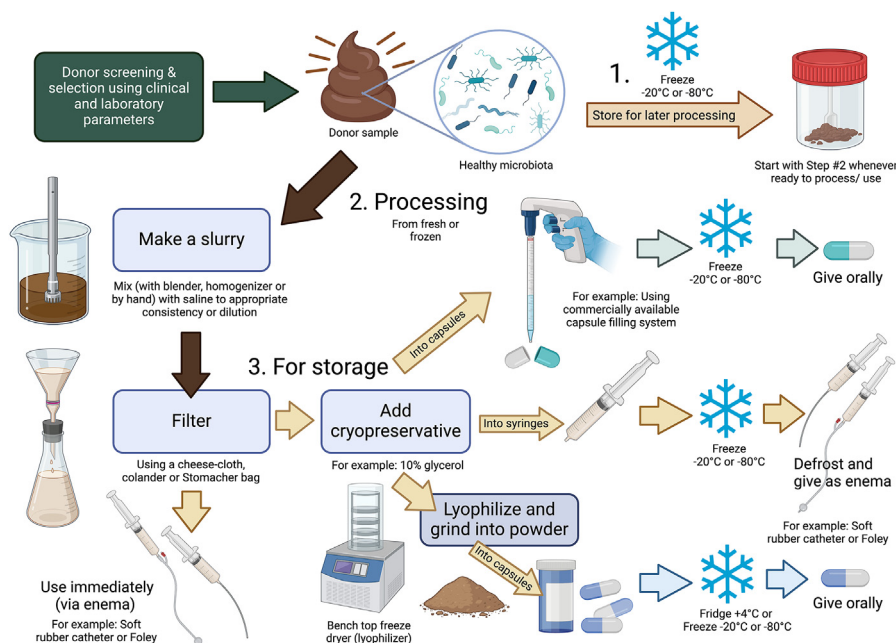 Donor screening &
selection using clinical
and laboratory
parameters
Donor sample
Healthy microbiota
1.
Freeze
-20°C or -80°C
Store for later processing
Start with Step #2 whenever
ready to process/ use
2. Processing
From fresh or
frozen
Make a slurry
Mix (with blender, homogenizer or
by hand) with saline to appropriate
consistency or dilution
For example: Using
commercially available
capsule filling system
Freeze
-20°C or -80°C
Give orally
Into capsules
3. For storage
Filter
Using a cheese-cloth,
colander or Stomacher bag
Add
cryopreservative
For example: 10% glycerol
Into syringes
Freeze
-20°C or -80°C
Defrost and
give as enema
For example: Soft
rubber catheter or Foley
Use immediately
(via enema)
For example: Soft
rubber catheter or Foley
Lyophilize and
grind into powder
Into capsules
Bench top freeze
dryer (lyophilizer)
Fridge +4°C or
Freeze -20°C or -80°C
Give orally